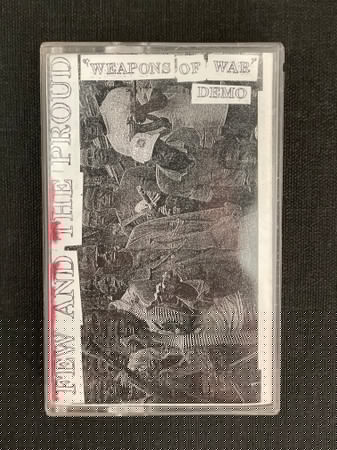 FEW AND THE PROUD
"WEAPONS OF WAR"
DEMO